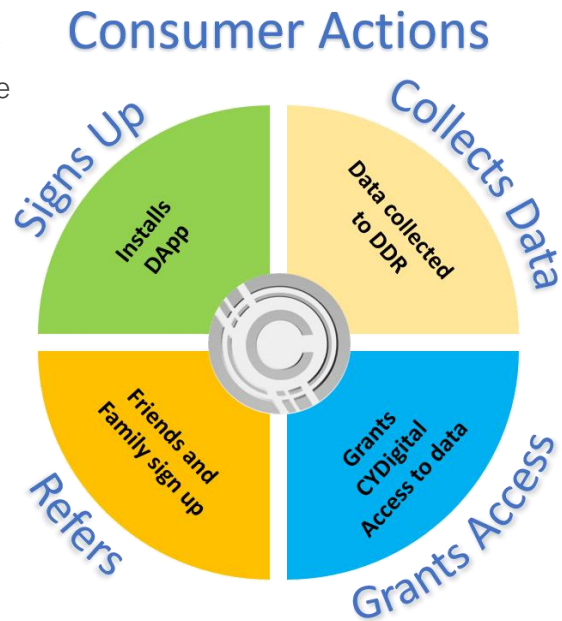 Consumer Actions
e
Signs Up
Collects Data
Installs
DApp
Data collected
to DDR
Friends and
Family sign up
Grants
CYDigital
Access to data
Refers
Grants Access